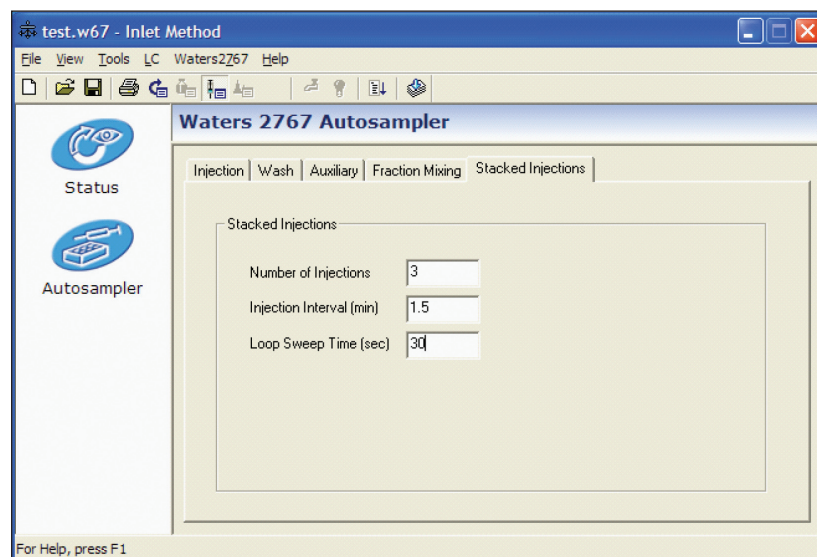 test.w67 - Inlet Method
File View Tools LC Waters2767 Help
Waters 2767 Autosampler
Status
Autosampler
Injection Wash Auxiliary Fraction Mixing Stacked Injections
Stacked Injections
Number of Injections 3
Injection Interval (min) 1.5
Loop Sweep Time (sec) 30
For Help, press F1